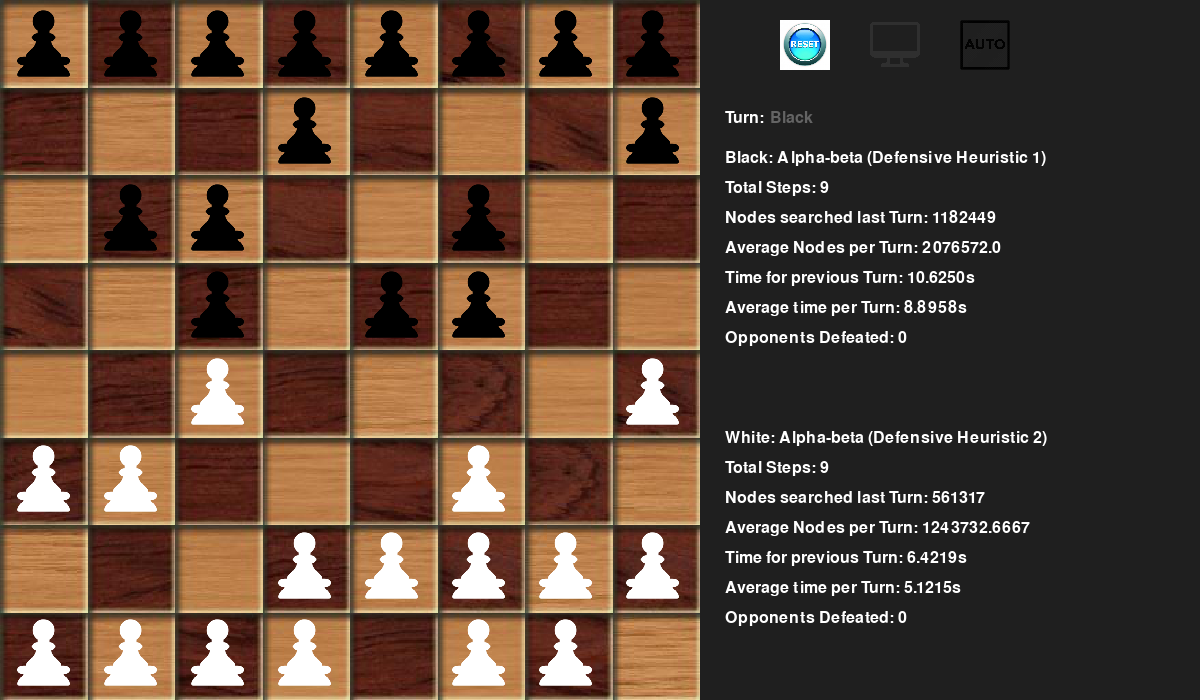 RESET
AUTO
Turn: Black
Black: Alpha-beta (Defensive Heuristic 1)
Total Steps: 9
Nodes searched last Turn: 1182449
Average Nodes per Turn: 2076572.0
Time for previous Turn: 10.6250s
Average time per Turn: 8.8958s
Opponents Defeated: 0
White: Alpha-beta (Defensive Heuristic 2)
Total Steps: 9
Nodes searched last Turn: 561317
Average Nodes per Turn: 1243732.6667
Time for previous Turn: 6.4219s
Average time per Turn: 5.1215s
Opponents Defeated: 0